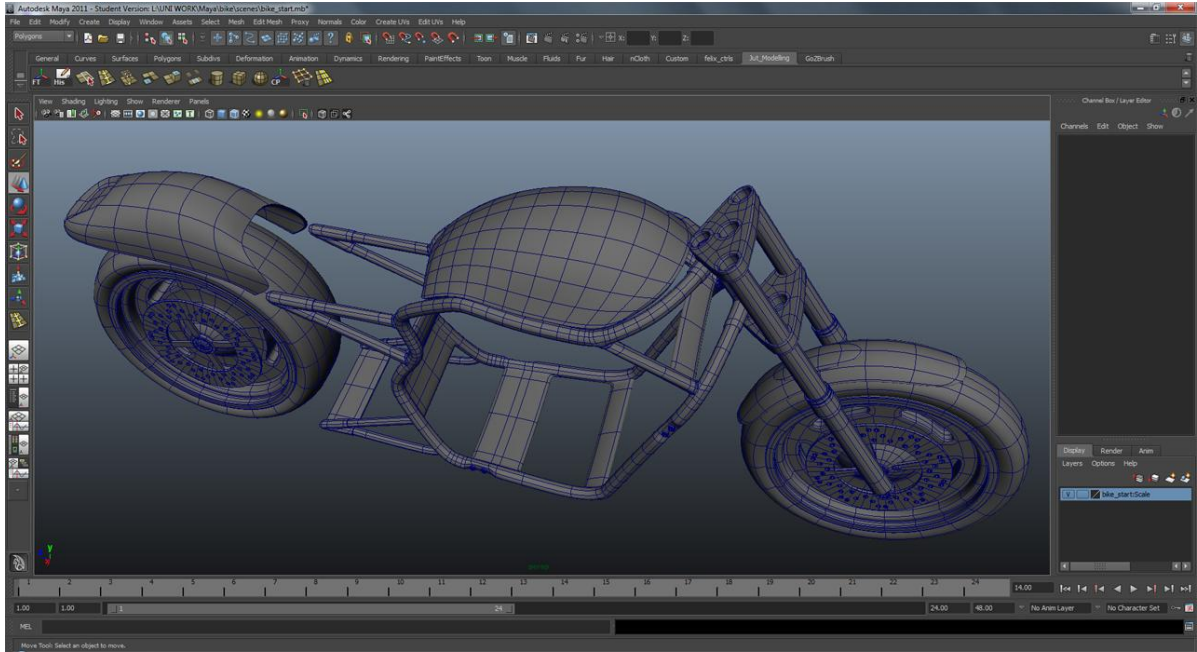 Autodesk Maya 2011 - Student Version: L:\UNI WORK\Maya\bike\scenes\bike_start.mb*
File Edit Modify Create Display Window Assets Select Mesh Edit Mesh Proxy Normals Color Create UVs Edit UVs Help
Polygons X: Y: Z:
General Curves Surfaces Polygons Subdivs Deformation Animation Dynamics Rendering PaintEffects Toon Muscle Fluids Fur Hair nCloth Custom felix_ctrls Jut_Modelling GoZBrush
FT His CP
View Shading Lighting Show Renderer Panels
Channel Box / Layer Editor
Channels Edit Object Show
y
x
persp
Display Render Anim
Layers Options Help
V bike_start:Scale
1 2 3 4 5 6 7 8 9 10 11 12 13 14 15 16 17 18 19 20 21 22 23 24 14.00
1.00 1.00 1 24 24.00 48.00 No Anim Layer No Character Set
MEL
Move Tool: Select an object to move.